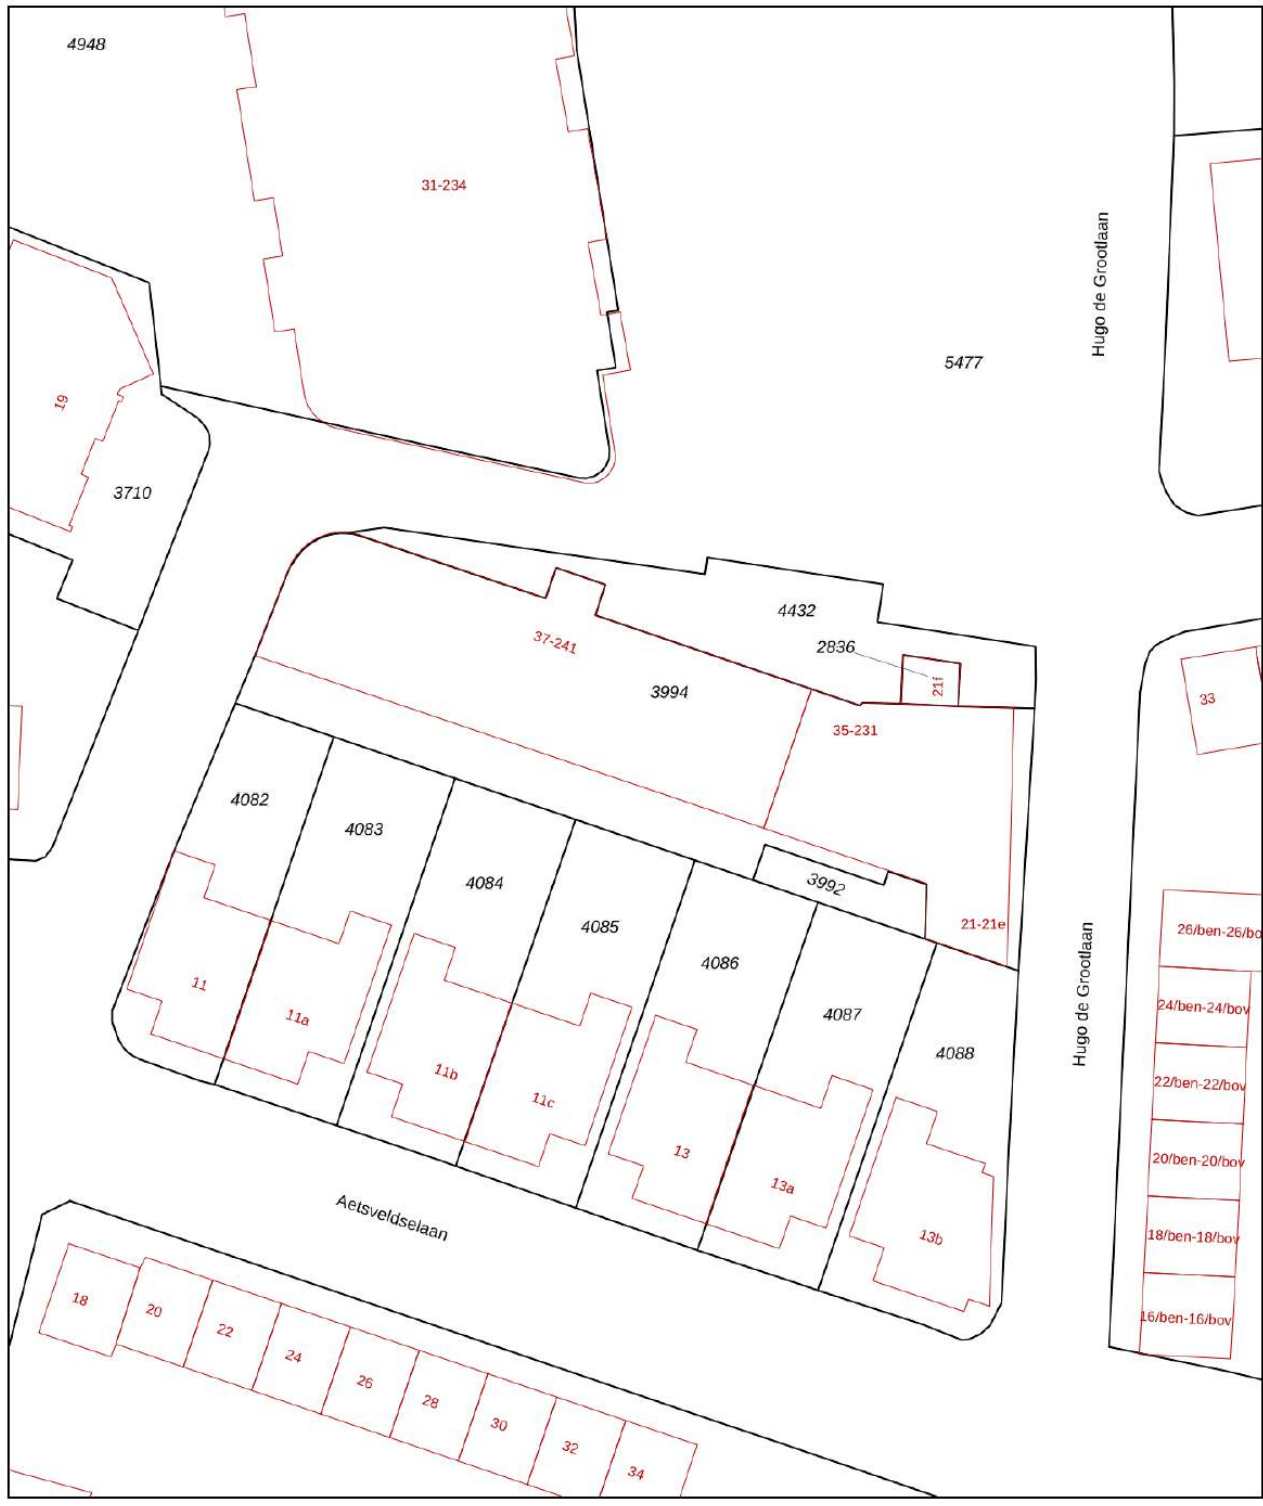 4948
31-234
Hugo de Grootlaan
5477
19
3710
4432
37-241
2836
21f
3994
33
35-231
4082
4083
4084
3992
4085
21-21e
26/ben-26/bo
4086
11
4087
24/ben-24/bov
11a
Hugo de Grootlaan
4088
11b
22/ben-22/bov
11c
13
20/ben-20/bov
13a
Aetsveldselaan
13b
18/ben-18/bov
18
20
16/ben-16/bov
22
24
26
28
30
32
34